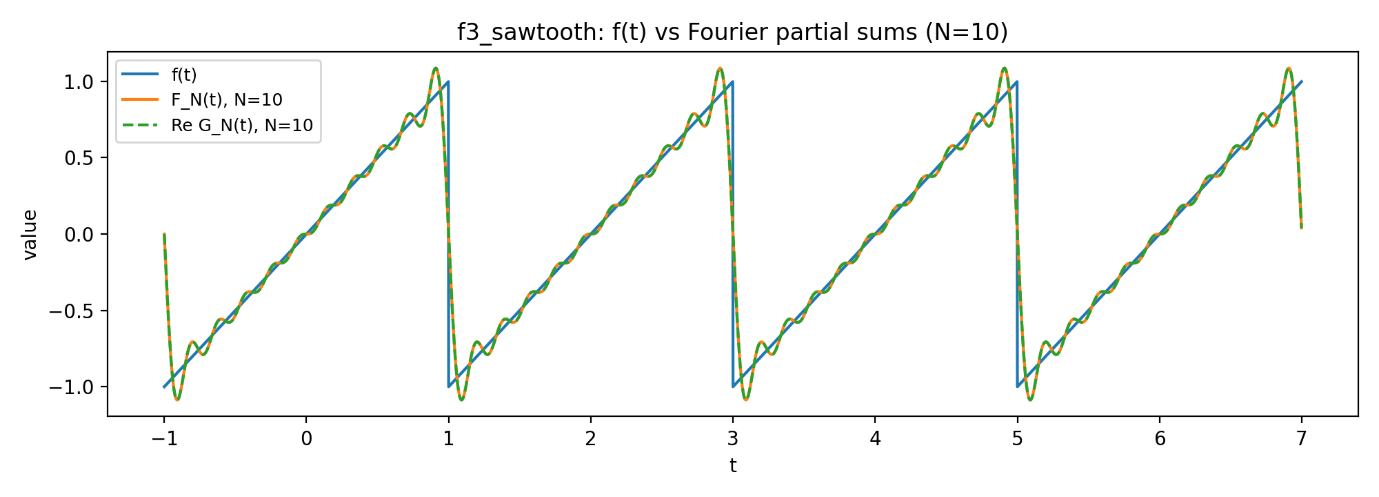 f3_sawtooth: f(t) vs Fourier partial sums (N=10)
f(t)
F_N(t), N=10
Re G_N(t), N=10
1.0
0.5
0.0
−0.5
−1.0
value
−1 0 1 2 3 4 5 6 7
t